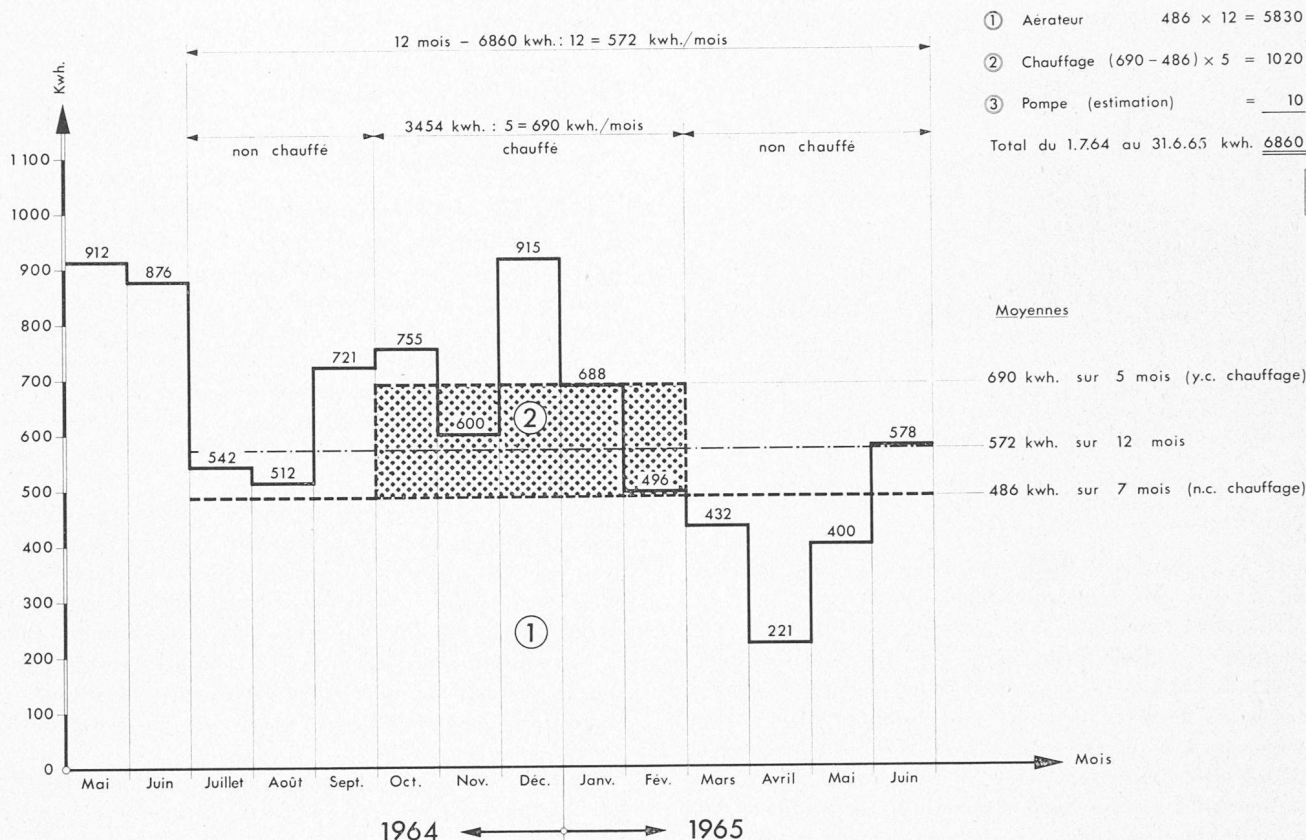 ① Aérateur 486 × 12 = 5830
12 mois – 6860 kwh.: 12 = 572 kwh./mois
② Chauffage (690 – 486) × 5 = 1020
Kwh.
③ Pompe (estimation) = 10
3454 kwh. : 5 = 690 kwh./mois
non chauffé chauffé non chauffé
Total du 1.7.64 au 31.6.65 kwh. 6860
1100
1000
912
915
900
876
Moyennes
800
755
721
700
688
690 kwh. sur 5 mois (y.c. chauffage)
②
600
600
578
572 kwh. sur 12 mois
542
512
496
500
486 kwh. sur 7 mois (n.c. chauffage)
432
400
400
300
①
221
200
100
0
Mois
Mai Juin Juillet Août Sept. Oct. Nov. Déc. Janv. Fév. Mars Avril Mai Juin
1964 1965